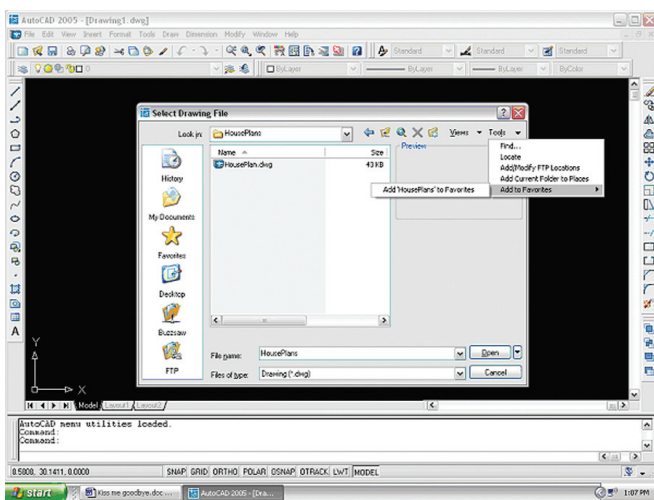 AutoCAD 2005 - [Drawing1.dwg]
File Edit View Insert Format Tools Draw Dimension Modify Window Help
Standard Standard Standard
0 ByLayer ByLayer ByLayer ByColor
Select Drawing File
Look in: HousePlans Views Tools
Name Size Preview
HousePlan.dwg 43 KB
Find...
Locate
Add/Modify FTP Locations
Add Current Folder to Places
Add to Favorites
Add 'HousePlans' to Favorites
History
My Documents
Favorites
Desktop
Buzzsaw
FTP
File name: HousePlans Open
Files of type: Drawing (*.dwg) Cancel
A
Y
X
Model Layout1 Layout2
AutoCAD menu utilities loaded.
Command:
Command:
0.5808, 30.1411, 0.0000 SNAP GRID ORTHO POLAR OSNAP OTRACK LWT MODEL
start Kiss me goodbye.doc ... AutoCAD 2005 - [Dra... 1:07 PM